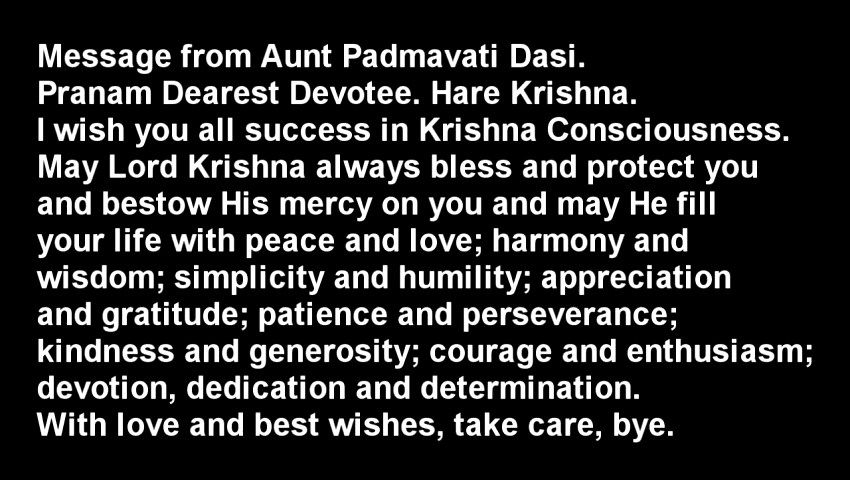 Message from Aunt Padmavati Dasi.
Pranam Dearest Devotee. Hare Krishna.
I wish you all success in Krishna Consciousness.
May Lord Krishna always bless and protect you
and bestow His mercy on you and may He fill
your life with peace and love; harmony and
wisdom; simplicity and humility; appreciation
and gratitude; patience and perseverance;
kindness and generosity; courage and enthusiasm;
devotion, dedication and determination.
With love and best wishes, take care, bye.